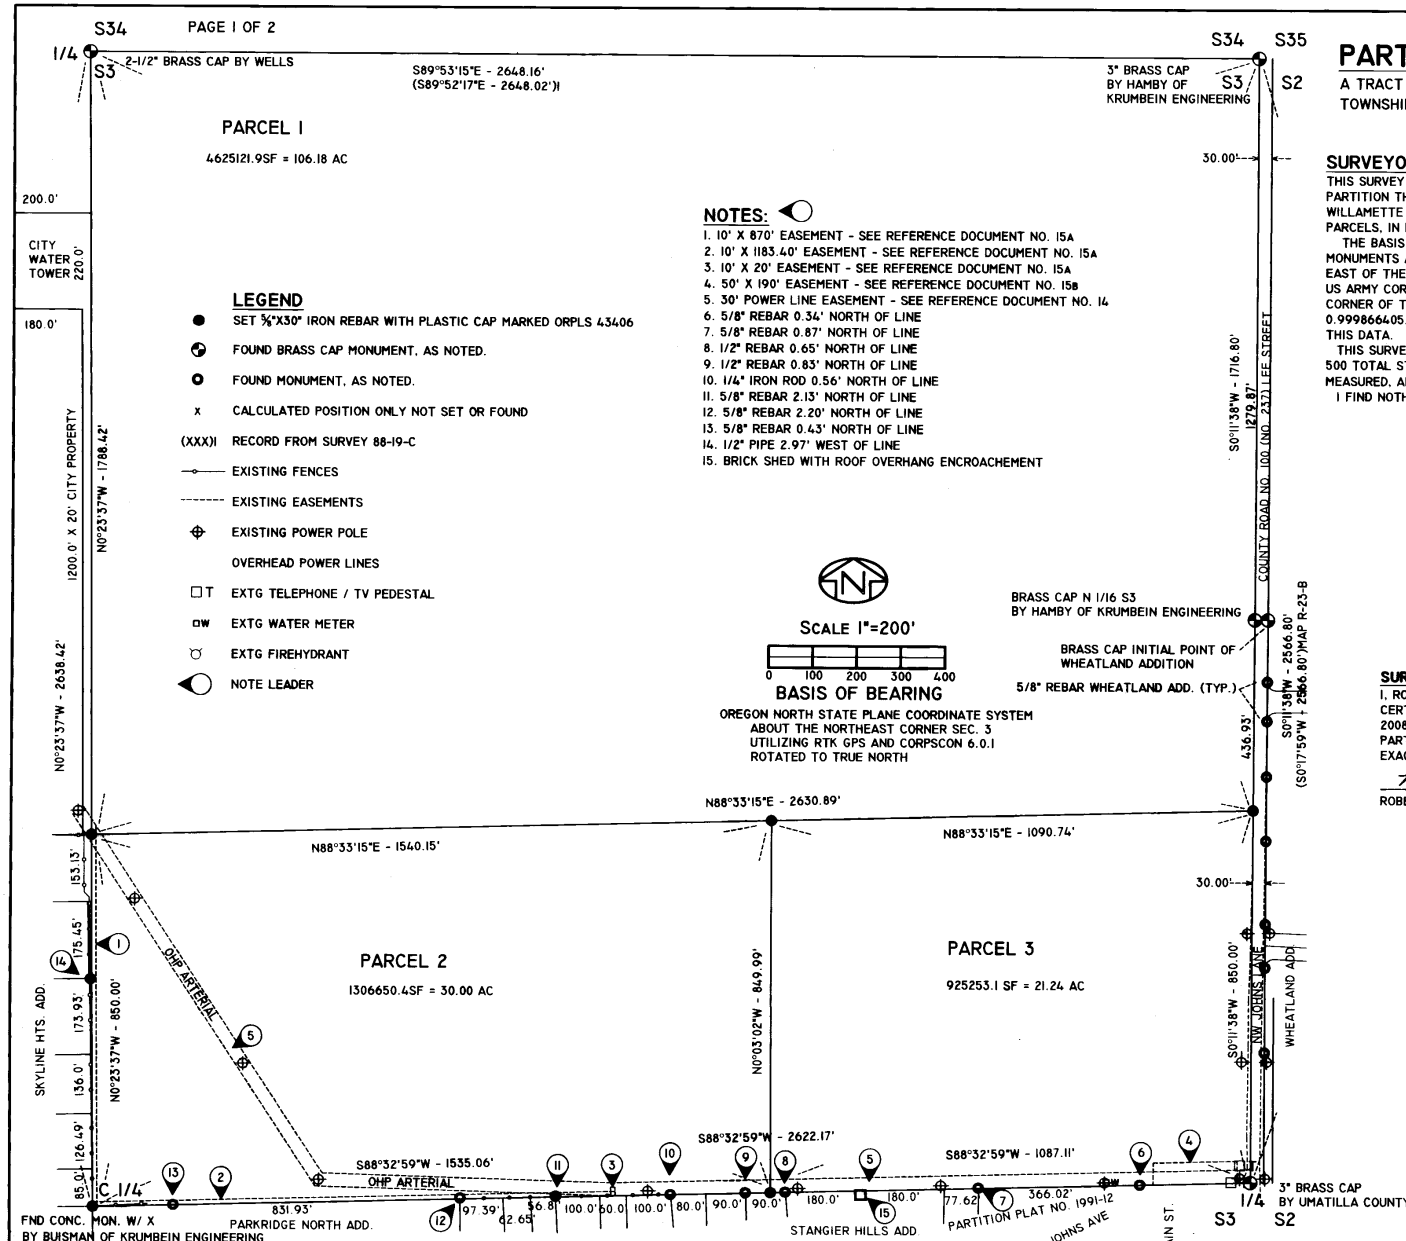 S34
PAGE 1 OF 2
1/4
S3
2-1/2" BRASS CAP BY WELLS
S89°53'15"E - 2648.16'
(S89°52'17"E - 2648.02')1
S34
S35
3" BRASS CAP
BY HAMBY OF
KRUMBEIN ENGINEERING
S3
S2
PART
A TRACT
TOWNSHI
PARCEL 1
4625121.9SF = 106.18 AC
30.00'
200.0'
CITY
WATER
TOWER
220.0'
180.0'
SURVEYO
THIS SURVEY
PARTITION TH
WILLAMETTE
PARCELS, IN
THE BASIS
MONUMENTS
EAST OF THE
US ARMY COR
CORNER OF T
0.999866405.
THIS DATA.
THIS SURVE
500 TOTAL S
MEASURED, A
I FIND NOTH
NOTES:
1. 10' X 870' EASEMENT - SEE REFERENCE DOCUMENT NO. 15A
2. 10' X 1183.40' EASEMENT - SEE REFERENCE DOCUMENT NO. 15A
3. 10' X 20' EASEMENT - SEE REFERENCE DOCUMENT NO. 15A
4. 50' X 190' EASEMENT - SEE REFERENCE DOCUMENT NO. 15B
5. 30' POWER LINE EASEMENT - SEE REFERENCE DOCUMENT NO. 14
6. 5/8" REBAR 0.34' NORTH OF LINE
7. 5/8" REBAR 0.87' NORTH OF LINE
8. 1/2" REBAR 0.65' NORTH OF LINE
9. 1/2" REBAR 0.83' NORTH OF LINE
10. 1/4" IRON ROD 0.56' NORTH OF LINE
11. 5/8" REBAR 2.13' NORTH OF LINE
12. 5/8" REBAR 2.20' NORTH OF LINE
13. 5/8" REBAR 0.43' NORTH OF LINE
14. 1/2" PIPE 2.97' WEST OF LINE
15. BRICK SHED WITH ROOF OVERHANG ENCROACHEMENT
LEGEND
SET 5/8"X30" IRON REBAR WITH PLASTIC CAP MARKED ORPLS 43406
FOUND BRASS CAP MONUMENT, AS NOTED.
FOUND MONUMENT, AS NOTED.
X CALCULATED POSITION ONLY NOT SET OR FOUND
(XXX)1 RECORD FROM SURVEY 88-19-C
EXISTING FENCES
EXISTING EASEMENTS
EXISTING POWER POLE
OVERHEAD POWER LINES
T EXTG TELEPHONE / TV PEDESTAL
W EXTG WATER METER
EXTG FIREHYDRANT
NOTE LEADER
1200.0' X 20' CITY PROPERTY
N0°23'37"W - 1788.42'
N0°23'37"W - 2638.42'
S0°11'38"W - 1716.80'
1279.87'
COUNTY ROAD NO. 100 (NO. 237) LEE STREET
N
SCALE 1"=200'
0 100 200 300 400
BASIS OF BEARING
OREGON NORTH STATE PLANE COORDINATE SYSTEM
ABOUT THE NORTHEAST CORNER SEC. 3
UTILIZING RTK GPS AND CORPSCON 6.0.1
ROTATED TO TRUE NORTH
BRASS CAP N 1/16 S3
BY HAMBY OF KRUMBEIN ENGINEERING
BRASS CAP INITIAL POINT OF
WHEATLAND ADDITION
5/8" REBAR WHEATLAND ADD. (TYP.)
436.93'
S0°11'38"W - 2566.80'
(S0°17'59"W - 2566.80')MAP R-23-B
SUR
I, RO
CERT
2008
PART
EXAC
ROBE
N88°33'15"E - 2630.89'
N88°33'15"E - 1540.15'
N88°33'15"E - 1090.74'
153.13'
175.45'
1
14
173.93'
136.0'
126.49'
85.0'
SKYLINE HTS. ADD.
N0°23'37"W - 850.00'
OHP ARTERIAL
5
PARCEL 2
1306650.4SF = 30.00 AC
N0°03'02"W - 849.99'
PARCEL 3
925253.1 SF = 21.24 AC
30.00'
S0°11'38"W - 850.00'
NW JOHNS LANE
WHEATLAND ADD.
S88°32'59"W - 2622.17'
S88°32'59"W - 1535.06'
OHP ARTERIAL
S88°32'59"W - 1087.11'
C 1/4
13
2
11
3
10
9
8
5
6
4
12
15
7
831.93'
97.39'
62.65'
56.8
100.0'
60.0'
100.0'
80.0'
90.0'
90.0'
180.0'
180.0'
77.62
366.02'
W
1/4
3" BRASS CAP
BY UMATILLA COUNTY
S3
S2
FND CONC. MON. W/ X
BY BUISMAN OF KRUMBEIN ENGINEERING
PARKRIDGE NORTH ADD.
STANGIER HILLS ADD
PARTITION PLAT NO. 1991-12
JOHNS AVE